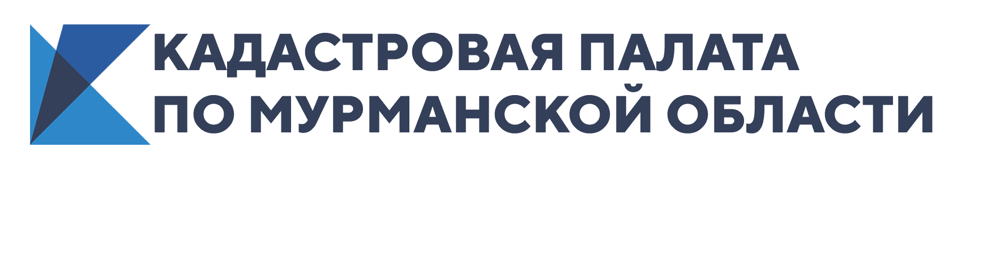 КАДАСТРОВАЯ ПАЛАТА
ПО МУРМАНСКОЙ ОБЛАСТИ